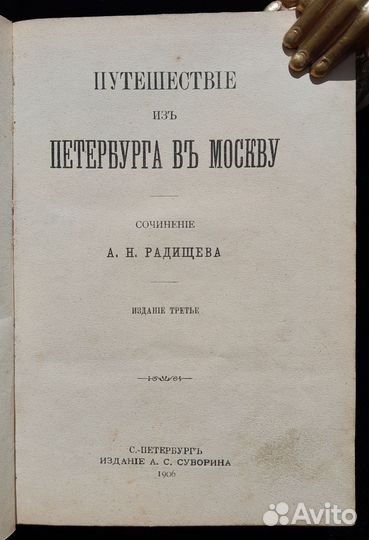 ПУТЕШЕСТВІЕ
ИЗЪ
ПЕТЕРБУРГА ВЪ МОСКВУ
СОЧИНЕНІЕ
А. Н. РАДИЩЕВА
ИЗДАНІЕ ТРЕТЬЕ
С.-ПЕТЕРБУРГЪ
ИЗДАНІЕ А. С. СУВОРИНА
1906
Avito